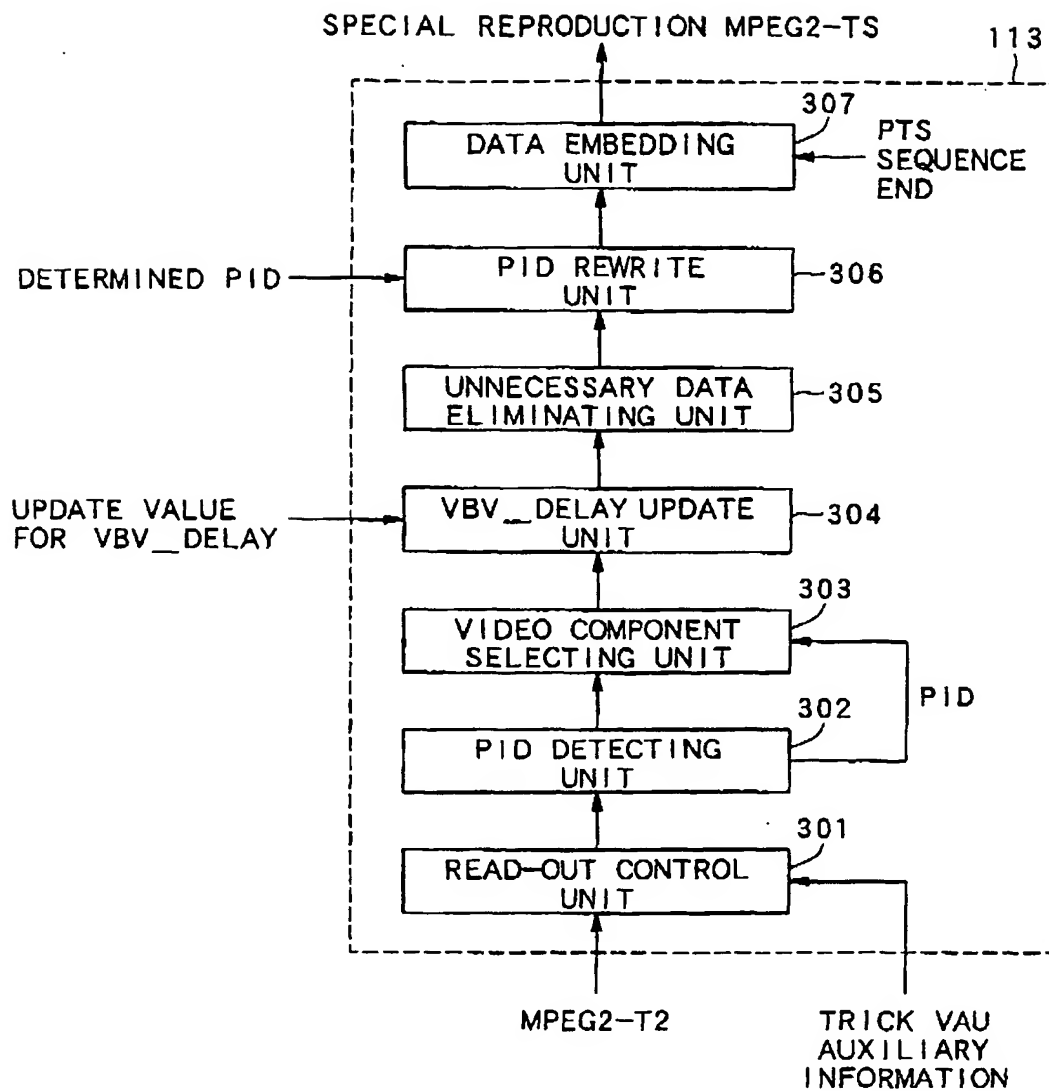 SPECIAL REPRODUCTION MPEG2-TS
113
307
DATA EMBEDDING
UNIT
PTS
SEQUENCE
END
DETERMINED PID
PID REWRITE
UNIT
306
UNNECESSARY DATA
ELIMINATING UNIT
305
UPDATE VALUE
FOR VBV__DELAY
VBV__DELAY UPDATE
UNIT
304
303
VIDEO COMPONENT
SELECTING UNIT
PID
302
PID DETECTING
UNIT
301
READ-OUT CONTROL
UNIT
MPEG2-T2
TRICK VAU
AUXILIARY
INFORMATION